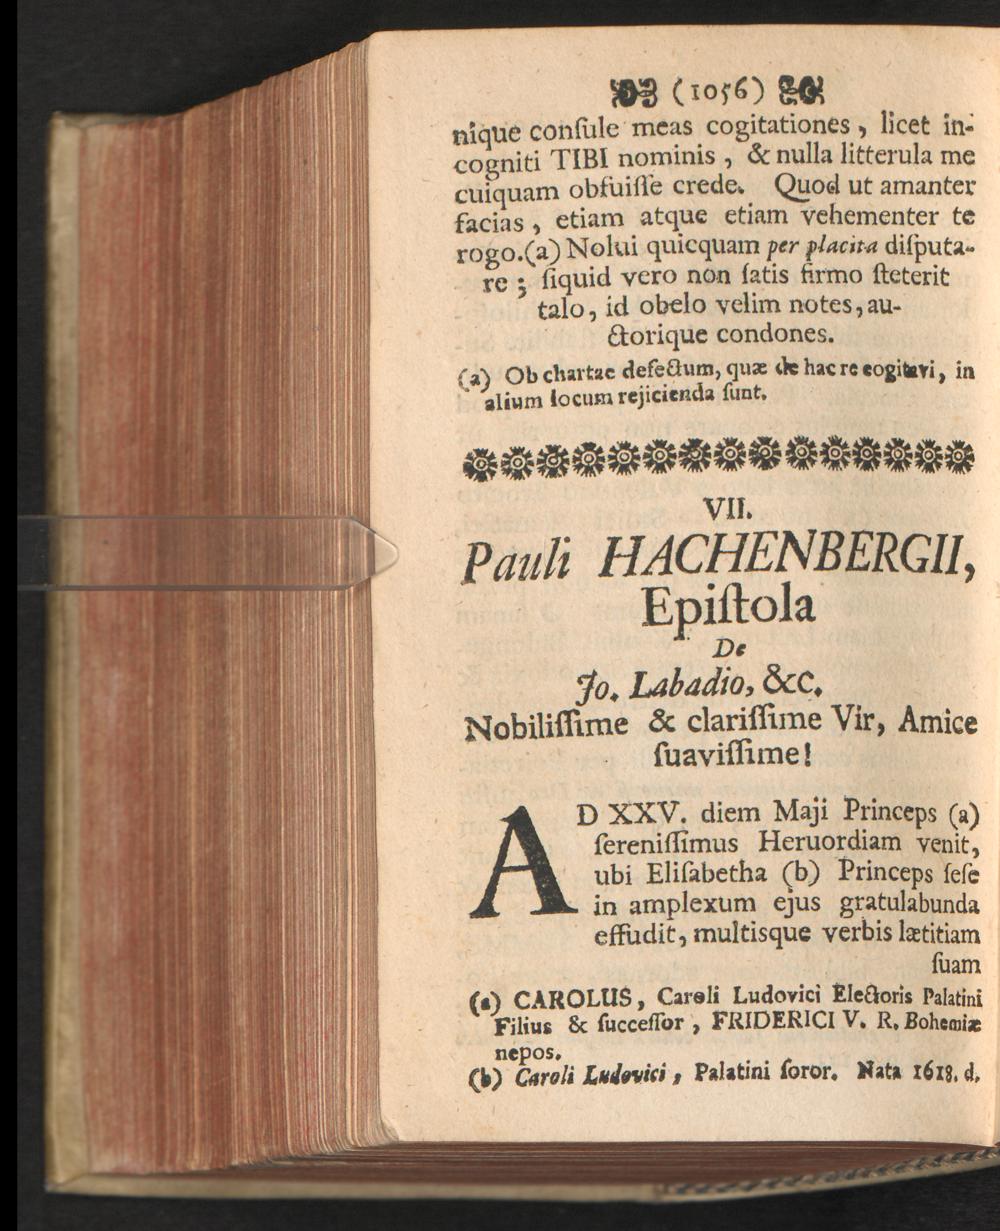 (1056)
nique conſule meas cogitationes, licet in-
cogniti TIBI nominis, & nulla litterula me
cuiquam obfuiſſe crede. Quod ut amanter
facias, etiam atque etiam vehementer te
rogo. (a) Nolui quicquam per placita diſputa-
re; ſiquid vero non ſatis firmo ſteterit
talo, id obelo velim notes, au-
ctorique condones.
(a) Ob chartae defectum, quæ de hac re cogitavi, in
alium locum rejicienda ſunt.
VII.
Pauli HACHENBERGII,
Epiſtola
De
Jo. Labadio, &c.
Nobiliſſime & clariſſime Vir, Amice
ſuaviſſime!
AD XXV. diem Maji Princeps (a)
ſereniſſimus Heruordiam venit,
ubi Eliſabetha (b) Princeps ſeſe
in amplexum ejus gratulabunda
effudit, multisque verbis lætitiam
ſuam
(a) CAROLUS, Caroli Ludovici Electoris Palatini
Filius & ſucceſſor, FRIDERICI V. R. Bohemiæ
nepos.
(b) Caroli Ludovici, Palatini ſoror. Nata 1618. d.